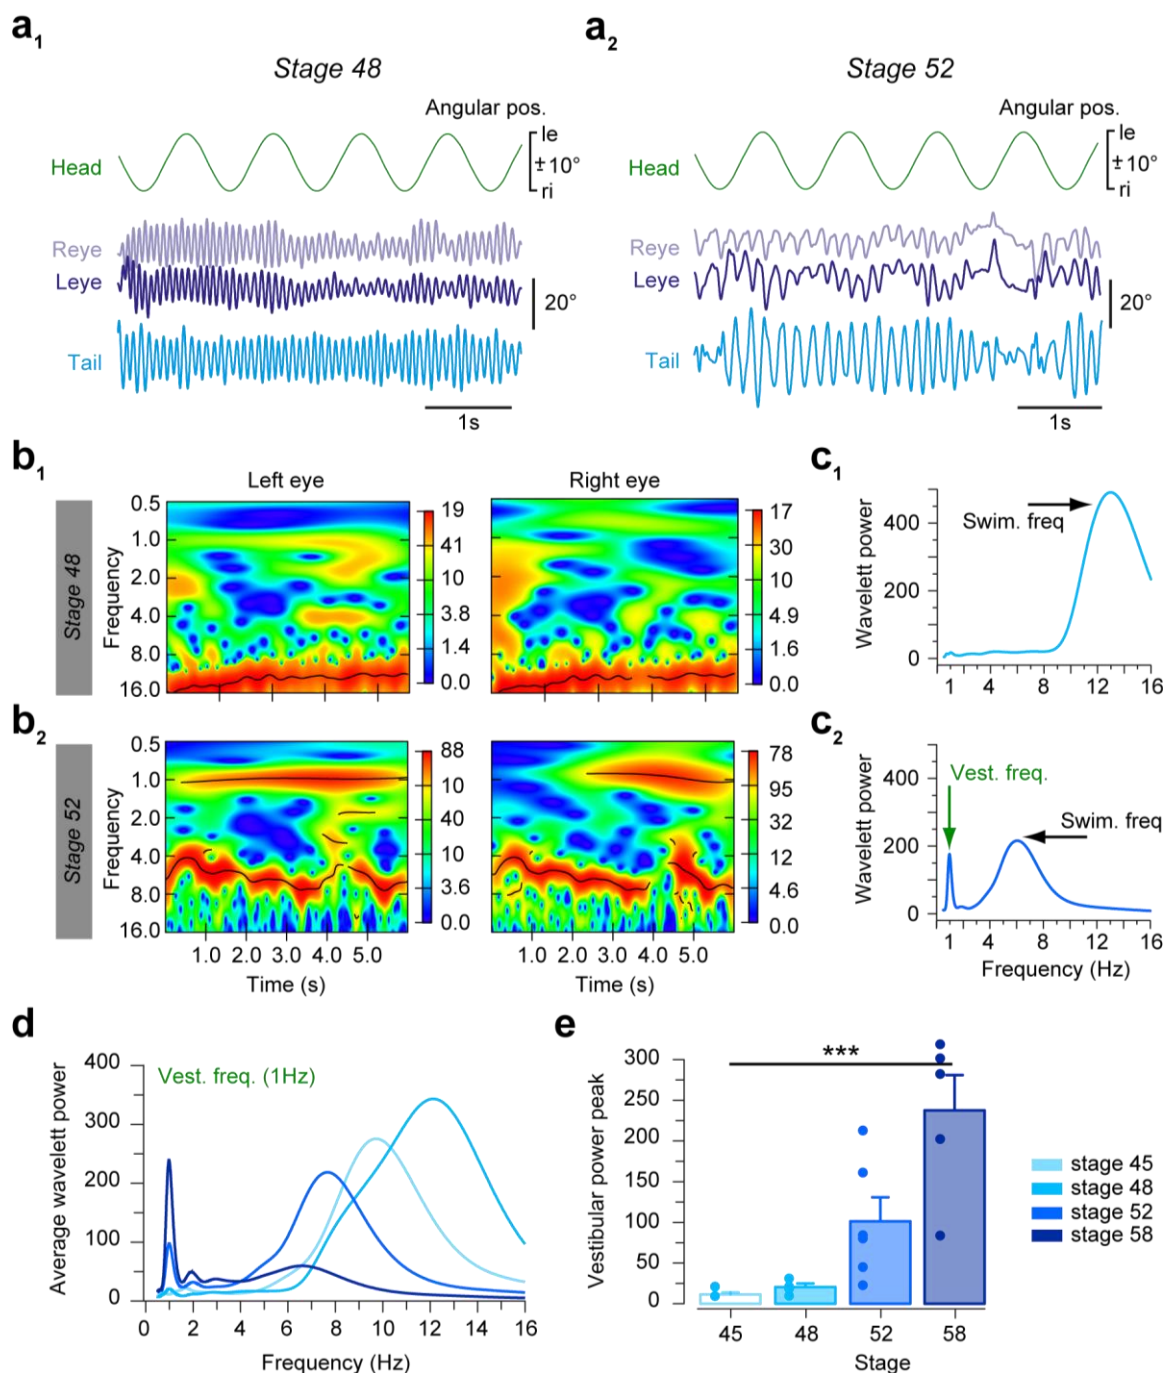 a1
a2
Stage 48
Stage 52
Angular pos.
Angular pos.
Head
le
±10°
ri
Head
le
±10°
ri
Reye
Leye
20°
Tail
1s
Reye
Leye
20°
Tail
1s
b1
c1
Left eye
Right eye
Stage 48
Frequency
0.5
1.0
2.0
4.0
8.0
16.0
19
41
10
3.8
1.4
0.0
17
30
10
4.9
1.6
0.0
Wavelett power
400
200
0
Swim. freq
1 4 8 12 16
b2
c2
Stage 52
Frequency
0.5
1.0
2.0
4.0
8.0
16.0
88
10
40
10
3.6
0.0
78
95
32
12
4.6
0.0
1.0 2.0 3.0 4.0 5.0
Time (s)
1.0 2.0 3.0 4.0 5.0
Time (s)
Wavelett power
400
200
0
Vest. freq.
Swim. freq
1 4 8 12 16
Frequency (Hz)
d
Average wavelett power
400
300
200
100
0
Vest. freq. (1Hz)
0 2 4 6 8 10 12 14 16
Frequency (Hz)
e
Vestibular power peak
300
250
200
150
100
50
0
***
45 48 52 58
Stage
stage 45
stage 48
stage 52
stage 58